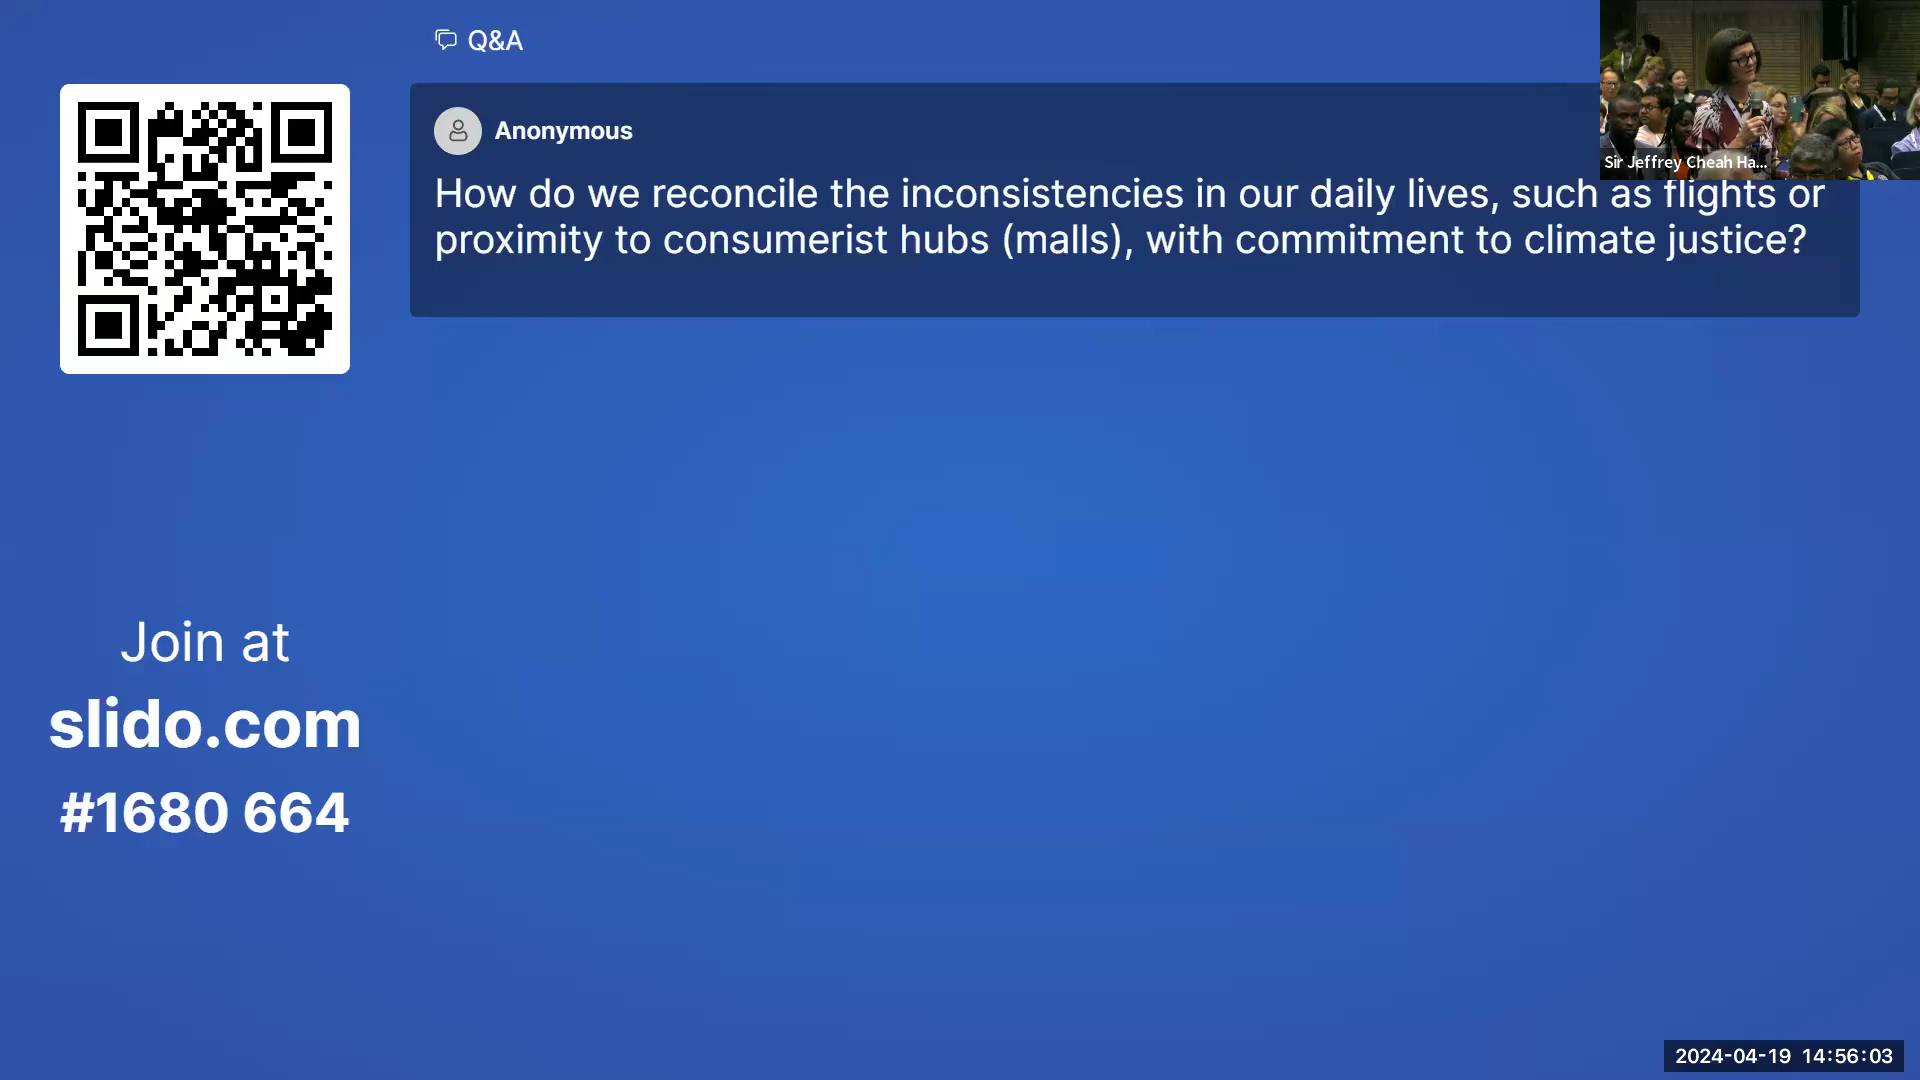 Q&A
Anonymous
How do we reconcile the inconsistencies in our daily lives, such as flights or
proximity to consumerist hubs (malls), with commitment to climate justice?
Sir Jeffrey Cheah Ha...
Join at
slido.com
#1680 664
2024-04-19 14:56:03